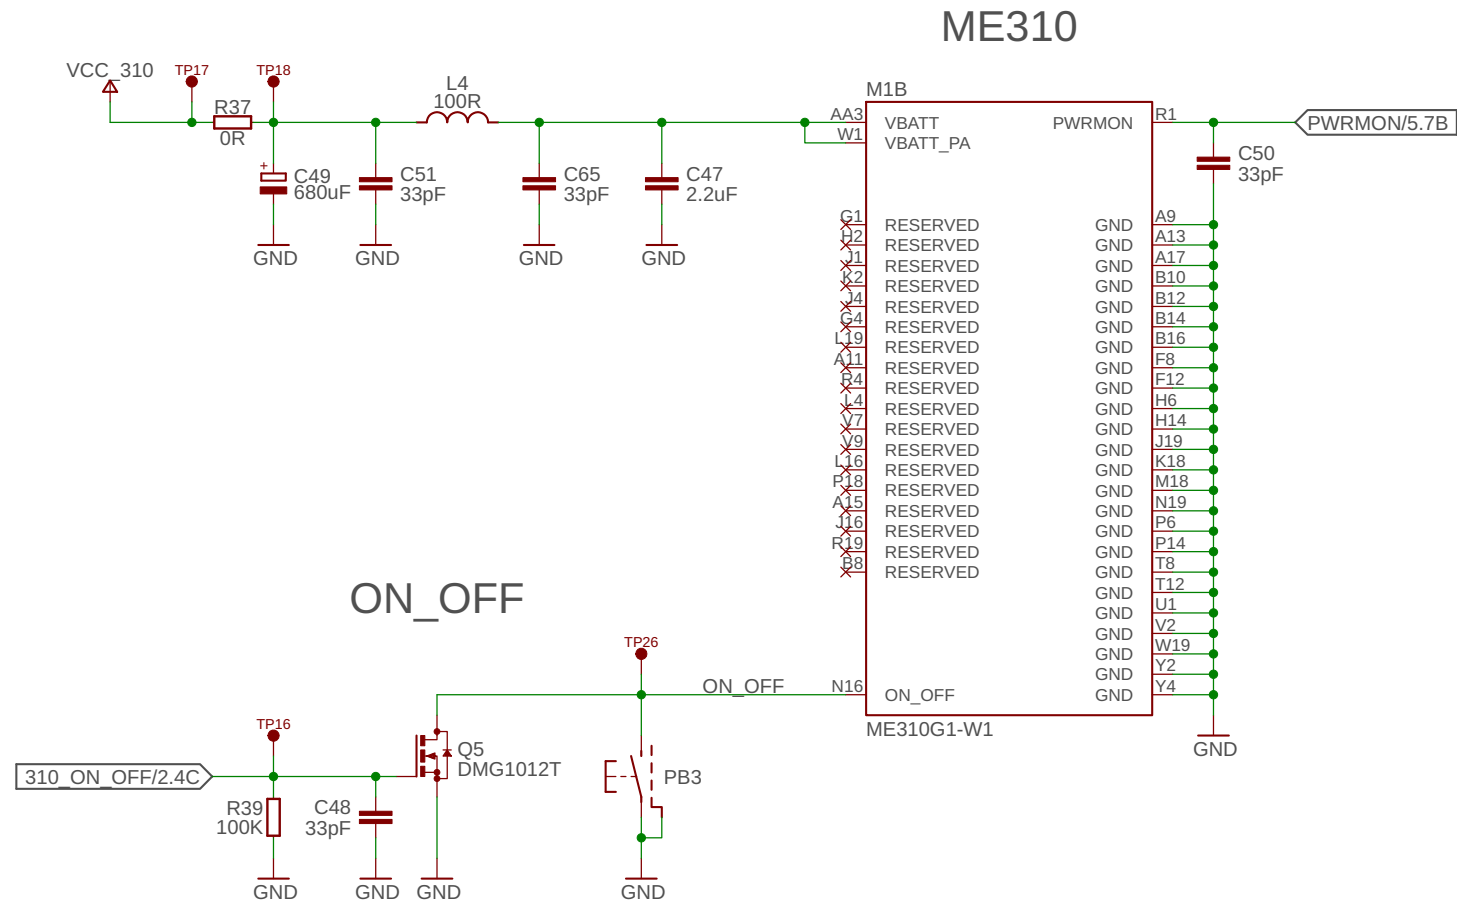 ME310
VCC_310
TP17
TP18
R37
0R
L4
100R
C49
680uF
C51
33pF
C65
33pF
C47
2.2uF
GND
GND
GND
GND
M1B
AA3 VBATT PWRMON R1
W1 VBATT_PA
PWRMON/5.7B
C50
33pF
G1 RESERVED GND A9
H2 RESERVED GND A13
J1 RESERVED GND A17
K2 RESERVED GND B10
J4 RESERVED GND B12
G4 RESERVED GND B14
L19 RESERVED GND B16
A11 RESERVED GND F8
R4 RESERVED GND F12
L4 RESERVED GND H6
V7 RESERVED GND H14
V9 RESERVED GND J19
L16 RESERVED GND K18
P18 RESERVED GND M18
A15 RESERVED GND N19
J16 RESERVED GND P6
R19 RESERVED GND P14
B8 RESERVED GND T8
GND T12
GND U1
GND V2
GND W19
GND Y2
N16 ON_OFF GND Y4
ME310G1-W1
GND
ON_OFF
TP26
ON_OFF
TP16
310_ON_OFF/2.4C
Q5
DMG1012T
PB3
R39
100K
C48
33pF
GND
GND
GND
GND